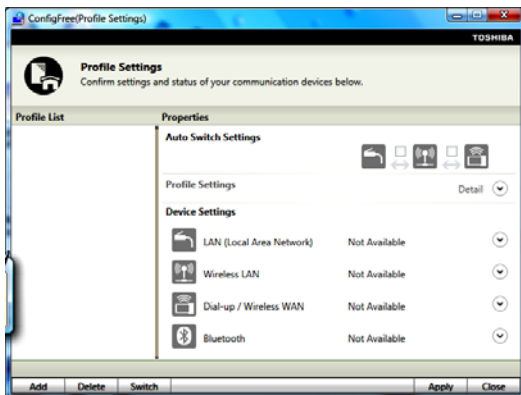 ConfigFree(Profile Settings)
TOSHIBA
Profile Settings
Confirm settings and status of your communication devices below.
Profile List
Properties
Auto Switch Settings
Profile Settings Detail
Device Settings
LAN (Local Area Network) Not Available
Wireless LAN Not Available
Dial-up / Wireless WAN Not Available
Bluetooth Not Available
Add Delete Switch Apply Close